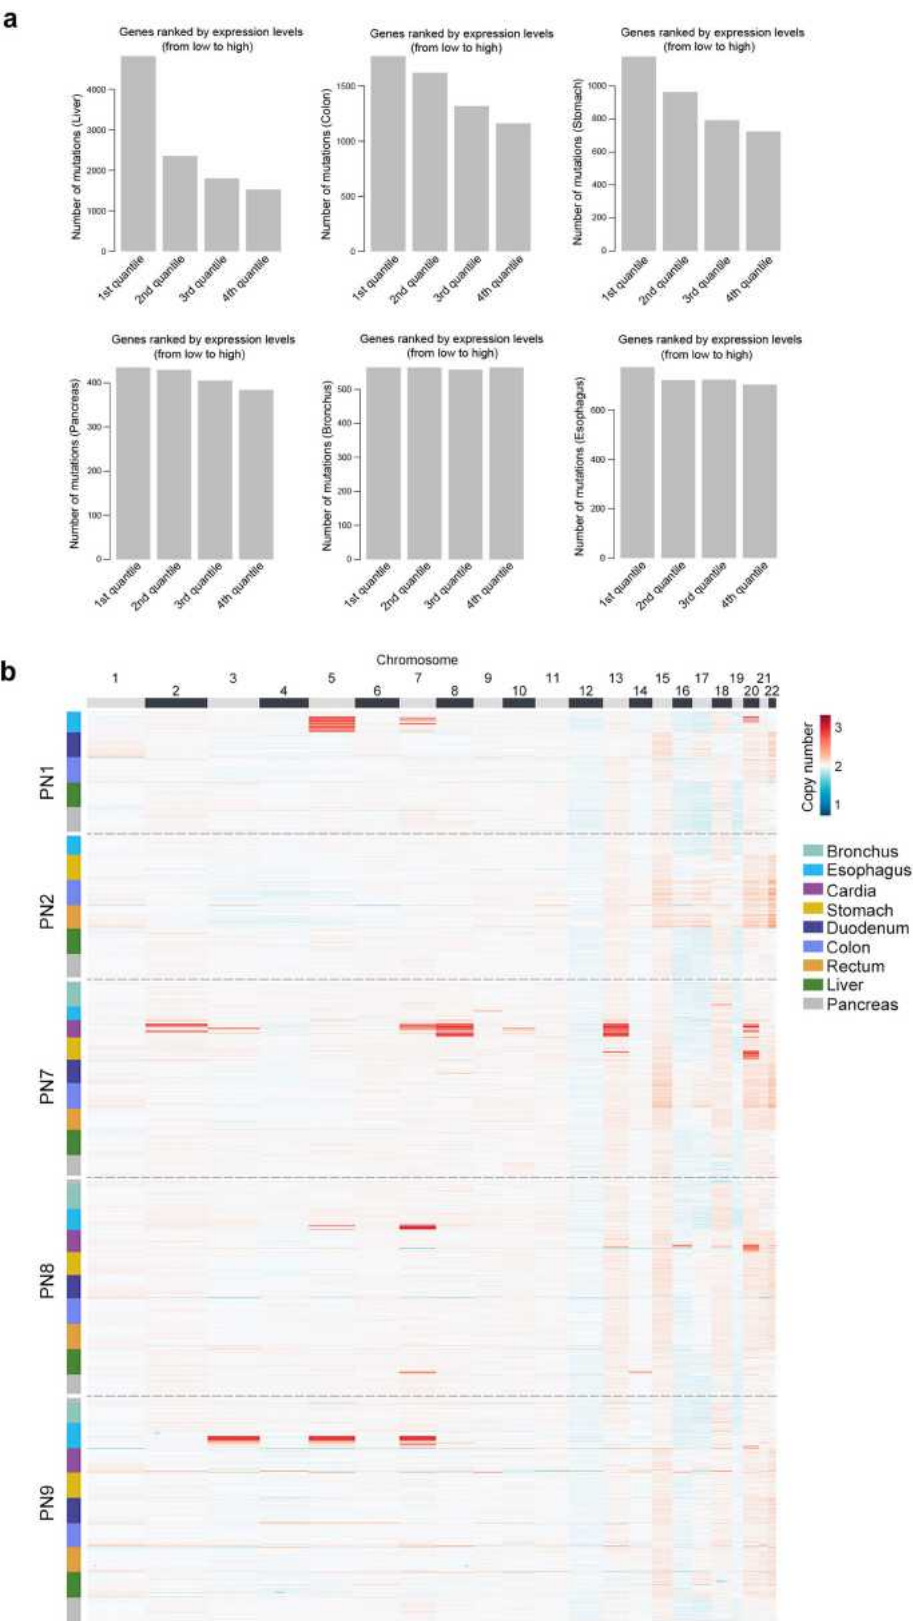 a
Genes ranked by expression levels
(from low to high)
Number of mutations (Liver)
4000
3000
2000
1000
0
1st quantile
2nd quantile
3rd quantile
4th quantile
Genes ranked by expression levels
(from low to high)
Number of mutations (Colon)
1500
1000
500
0
1st quantile
2nd quantile
3rd quantile
4th quantile
Genes ranked by expression levels
(from low to high)
Number of mutations (Stomach)
1000
800
600
400
200
0
1st quantile
2nd quantile
3rd quantile
4th quantile
Genes ranked by expression levels
(from low to high)
Number of mutations (Pancreas)
400
300
200
100
0
1st quantile
2nd quantile
3rd quantile
4th quantile
Genes ranked by expression levels
(from low to high)
Number of mutations (Bronchus)
500
400
300
200
100
0
1st quantile
2nd quantile
3rd quantile
4th quantile
Genes ranked by expression levels
(from low to high)
Number of mutations (Esophagus)
600
400
200
0
1st quantile
2nd quantile
3rd quantile
4th quantile
b
Chromosome
1 3 5 7 9 11 13 15 17 19 21
2 4 6 8 10 12 14 16 18 20 22
PN1
PN2
PN7
PN8
PN9
Copy number
3
2
1
Bronchus
Esophagus
Cardia
Stomach
Duodenum
Colon
Rectum
Liver
Pancreas